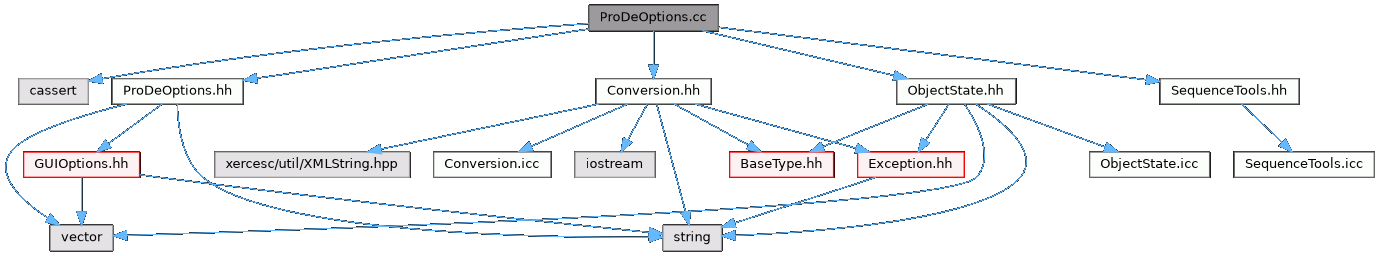 ProDeOptions.cc
cassert
ProDeOptions.hh
Conversion.hh
ObjectState.hh
SequenceTools.hh
GUIOptions.hh
xercesc/util/XMLString.hpp
Conversion.icc
iostream
BaseType.hh
Exception.hh
ObjectState.icc
SequenceTools.icc
vector
string